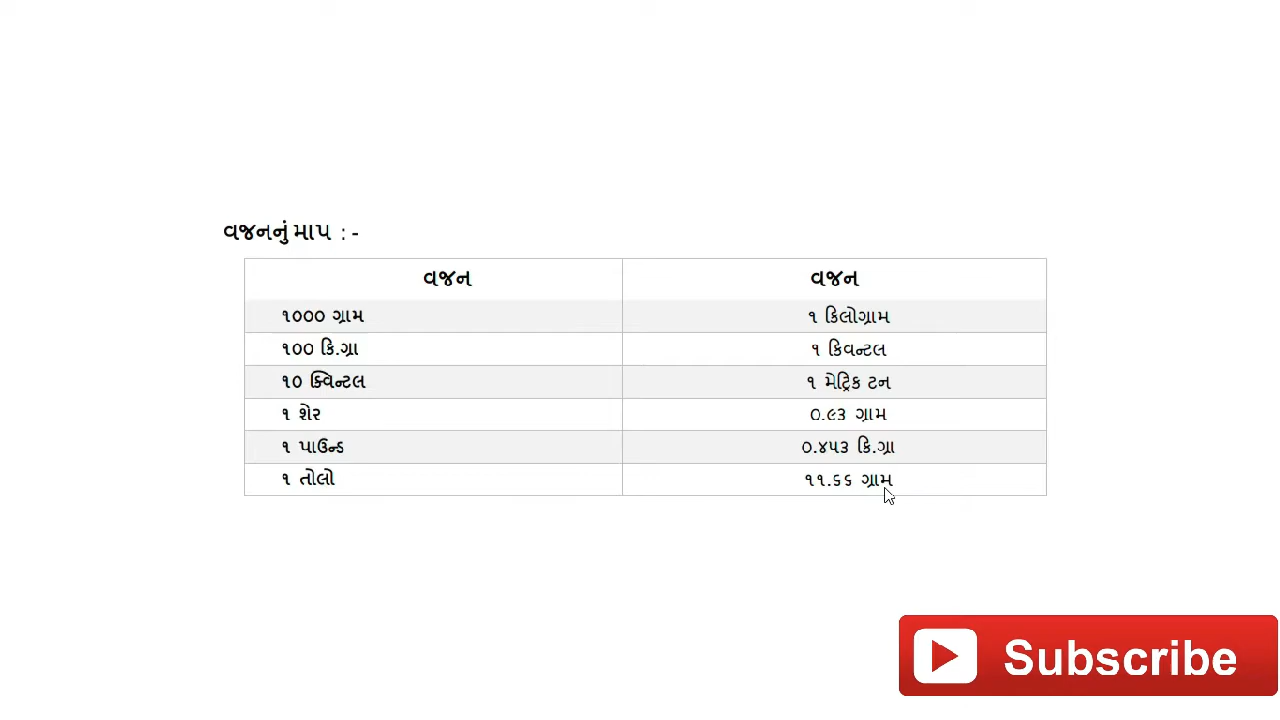 વજનનું માપ : -
વજન વજન
૧૦૦૦ ગ્રામ ૧ કિલોગ્રામ
૧૦૦ કિ.ગ્રા ૧ કિવન્ટલ
૧૦ ક્વિન્ટલ ૧ મેટ્રિક ટન
૧ શેર ૦.૯૩ ગ્રામ
૧ પાઉન્ડ ૦.૪૫૩ કિ.ગ્રા
૧ તોલો ૧૧.૬૬ ગ્રામ
Subscribe